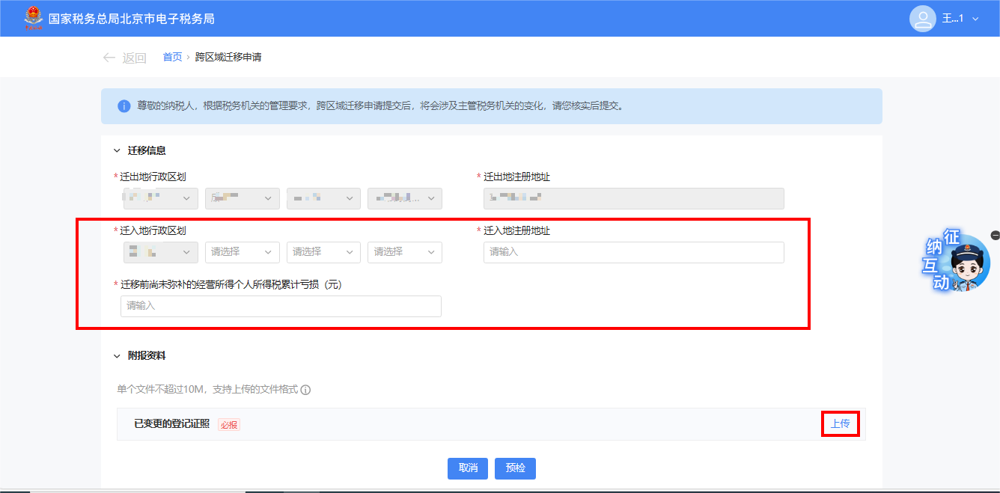 国家税务总局北京市电子税务局
王...1
返回 首页 › 跨区域迁移申请
尊敬的纳税人，根据税务机关的管理要求，跨区域迁移申请提交后，将会涉及主管税务机关的变化，请您核实后提交。
迁移信息
*迁出地行政区划
*迁出地注册地址
*迁入地行政区划
*迁入地注册地址
请选择 请选择 请选择
请输入
*迁移前尚未弥补的经营所得个人所得税累计亏损（元）
请输入
征纳互动
附报资料
单个文件不超过10M，支持上传的文件格式
已变更的登记证照 必报
上传
取消 预检